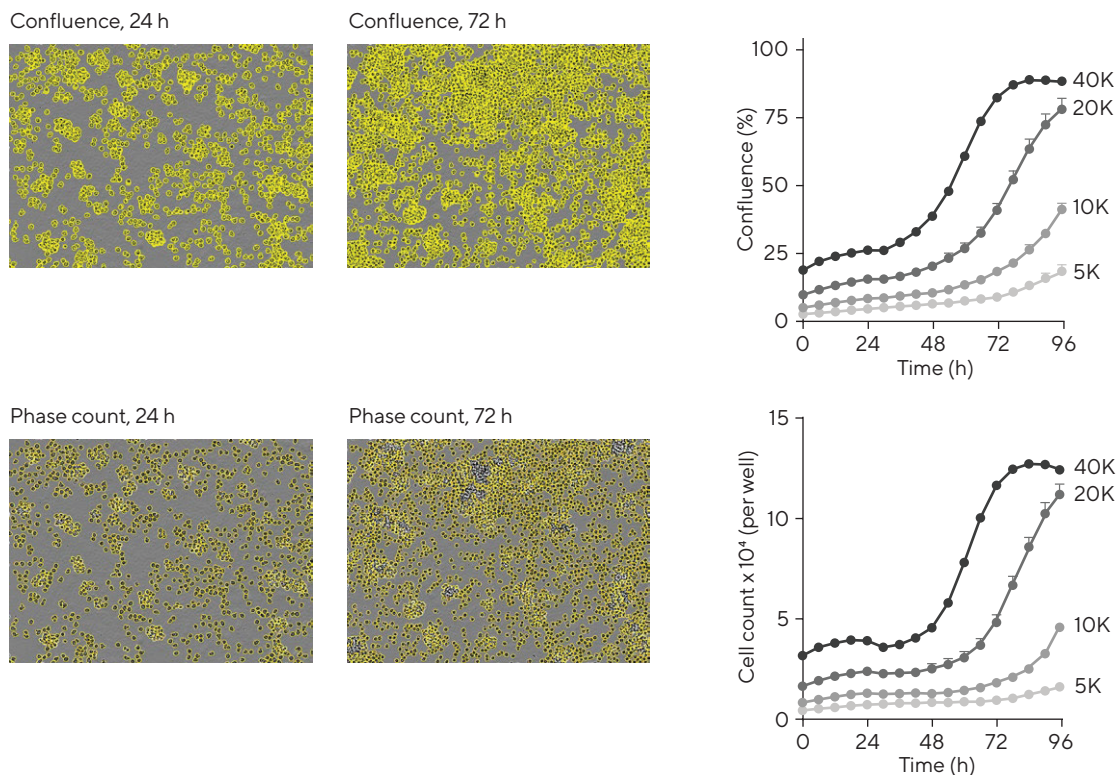 Confluence, 24 h
Confluence, 72 h
100
75
50
25
0
Confluence (%)
40K
20K
10K
5K
0 24 48 72 96
Time (h)
Phase count, 24 h
Phase count, 72 h
15
10
5
0
Cell count x 10⁴ (per well)
40K
20K
10K
5K
0 24 48 72 96
Time (h)